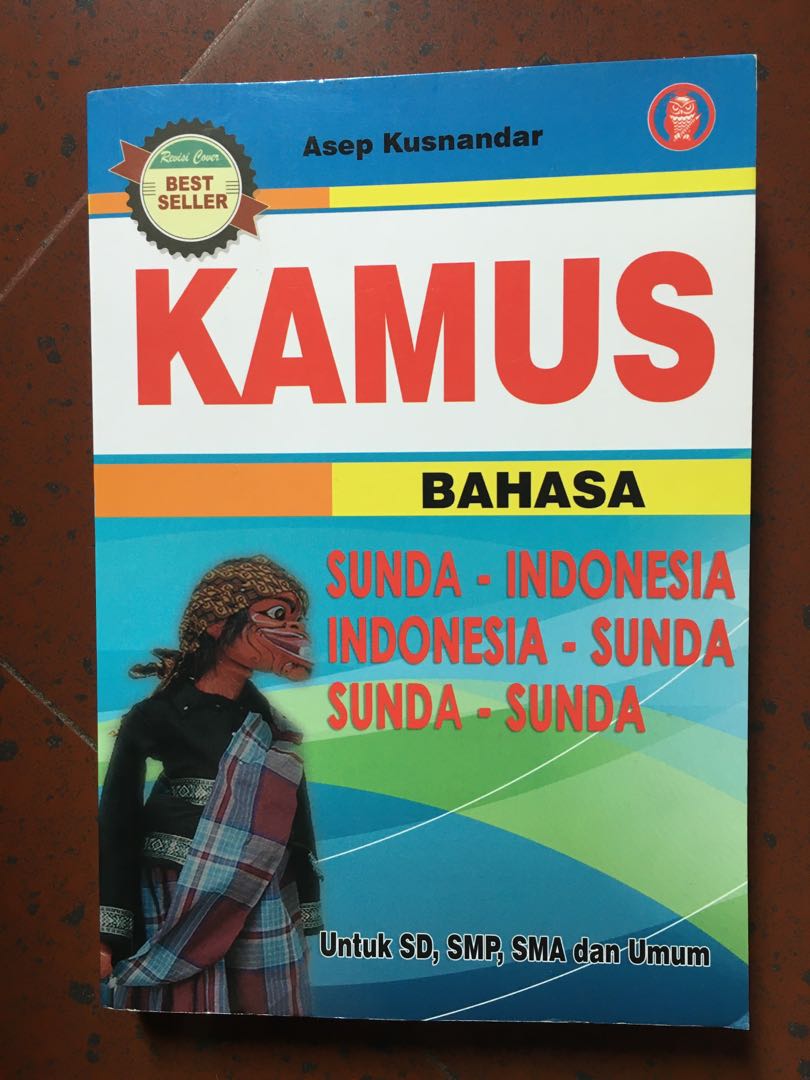 Asep Kusnandar
Revisi Cover
BEST
SELLER
KAMUS
BAHASA
SUNDA - INDONESIA
INDONESIA - SUNDA
SUNDA - SUNDA
Untuk SD, SMP, SMA dan Umum